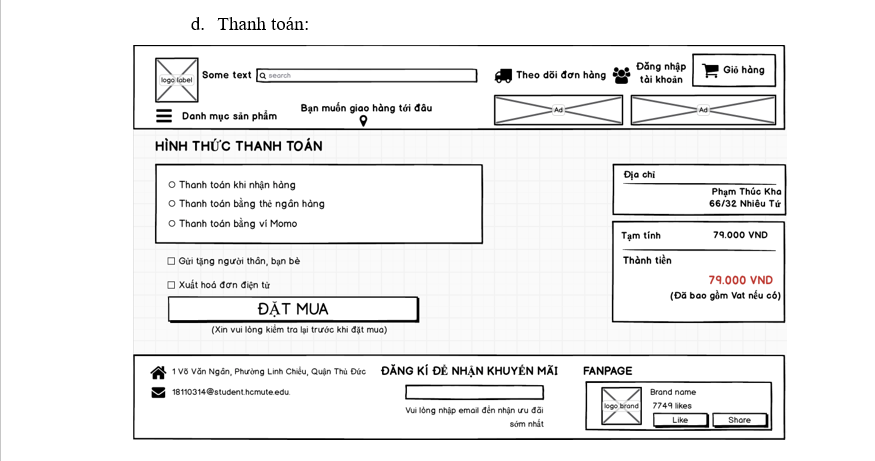 d. Thanh toán:
logo label
Some text
search
Theo dõi đơn hàng
Đăng nhập
tài khoản
Giỏ hàng
Danh mục sản phẩm
Bạn muốn giao hàng tới đâu
Ad
Ad
HÌNH THỨC THANH TOÁN
Thanh toán khi nhận hàng
Thanh toán bằng thẻ ngân hàng
Thanh toán bằng ví Momo
Gửi tặng người thân, bạn bè
Xuất hoá đơn điện tử
ĐẶT MUA
(Xin vui lòng kiểm tra lại trước khi đặt mua)
Địa chỉ
Phạm Thúc Kha
66/32 Nhiêu Tứ
Tạm tính 79.000 VND
Thành tiền
79.000 VND
(Đã bao gồm Vat nếu có)
1 Võ Văn Ngân, Phường Linh Chiểu, Quận Thủ Đức
18110314@student.hcmute.edu.
ĐĂNG KÍ ĐỂ NHẬN KHUYẾN MÃI
Vui lòng nhập email đến nhận ưu đãi
sớm nhất
FANPAGE
logo brand
Brand name
7749 likes
Like
Share